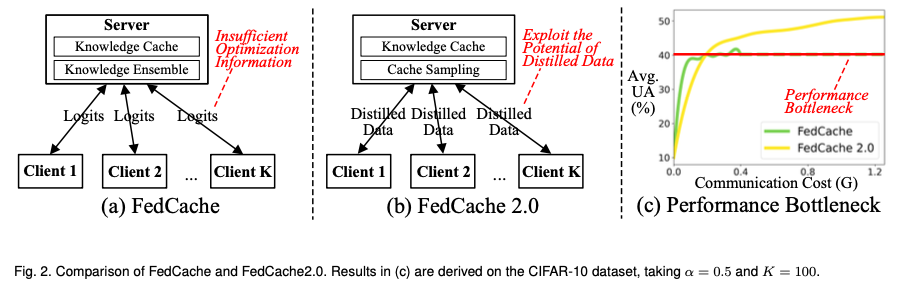 Server
Knowledge Cache
Knowledge Ensemble
Insufficient
Optimization
Information
Logits Logits Logits
Client 1 Client 2 ... Client K
(a) FedCache
Server
Knowledge Cache
Cache Sampling
Exploit the
Potential of
Distilled Data
Distilled Distilled Distilled
Data Data Data
Client 1 Client 2 ... Client K
(b) FedCache 2.0
Avg.
UA
(%)
50
40
30
20
10
Performance
Bottleneck
FedCache
FedCache 2.0
0.0 0.4 0.8 1.2
Communication Cost (G)
(c) Performance Bottleneck
Fig. 2. Comparison of FedCache and FedCache2.0. Results in (c) are derived on the CIFAR-10 dataset, taking α = 0.5 and K = 100.